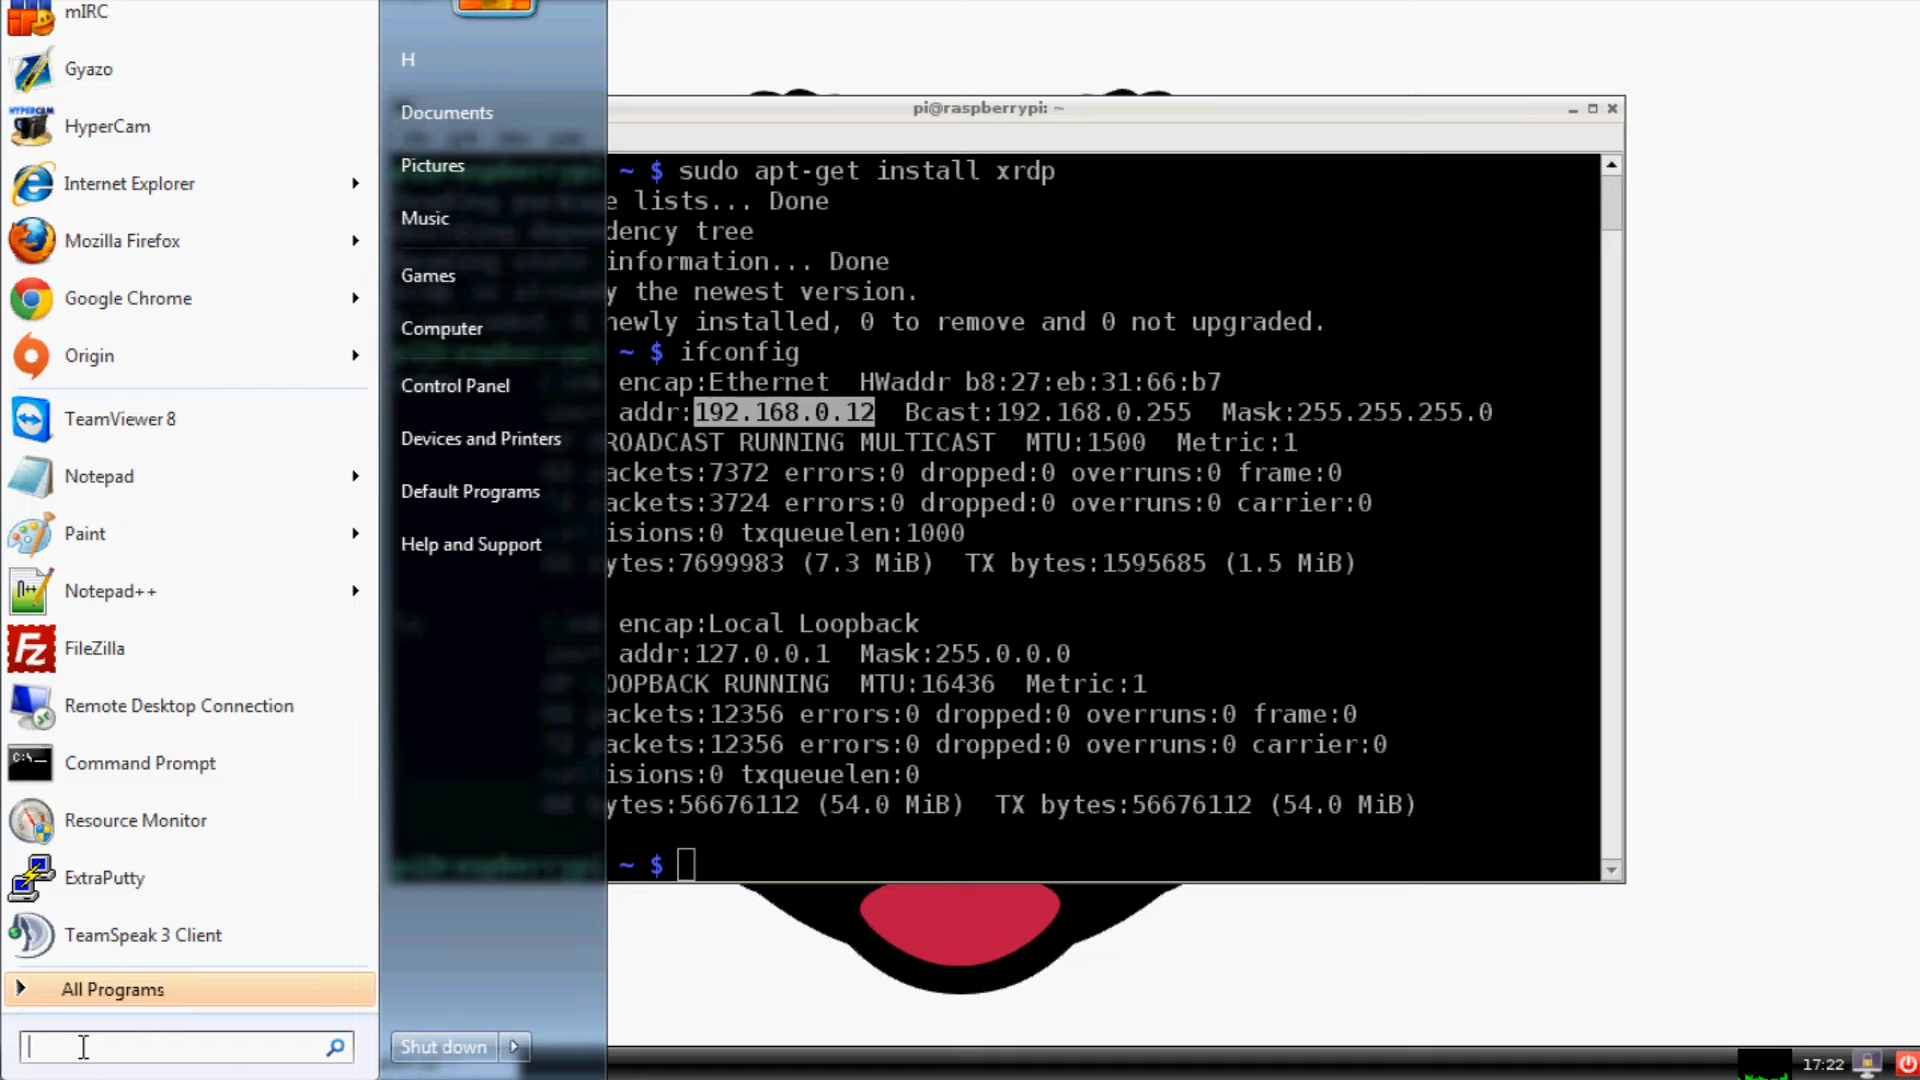 mIRC
Gyazo
HyperCam
Internet Explorer
Mozilla Firefox
Google Chrome
Origin
TeamViewer 8
Notepad
Paint
Notepad++
FileZilla
Remote Desktop Connection
Command Prompt
Resource Monitor
ExtraPutty
TeamSpeak 3 Client
All Programs
H
Documents
Pictures
Music
Games
Computer
Control Panel
Devices and Printers
Default Programs
Help and Support
Shut down
pi@raspberrypi: ~
~ $ sudo apt-get install xrdp
e lists... Done
dency tree
information... Done
y the newest version.
newly installed, 0 to remove and 0 not upgraded.
~ $ ifconfig
encap:Ethernet  HWaddr b8:27:eb:31:66:b7
addr:192.168.0.12  Bcast:192.168.0.255  Mask:255.255.255.0
ROADCAST RUNNING MULTICAST  MTU:1500  Metric:1
ackets:7372 errors:0 dropped:0 overruns:0 frame:0
ackets:3724 errors:0 dropped:0 overruns:0 carrier:0
isions:0 txqueuelen:1000
ytes:7699983 (7.3 MiB)  TX bytes:1595685 (1.5 MiB)
encap:Local Loopback
addr:127.0.0.1  Mask:255.0.0.0
OOPBACK RUNNING  MTU:16436  Metric:1
ackets:12356 errors:0 dropped:0 overruns:0 frame:0
ackets:12356 errors:0 dropped:0 overruns:0 carrier:0
isions:0 txqueuelen:0
ytes:56676112 (54.0 MiB)  TX bytes:56676112 (54.0 MiB)
~ $
17:22